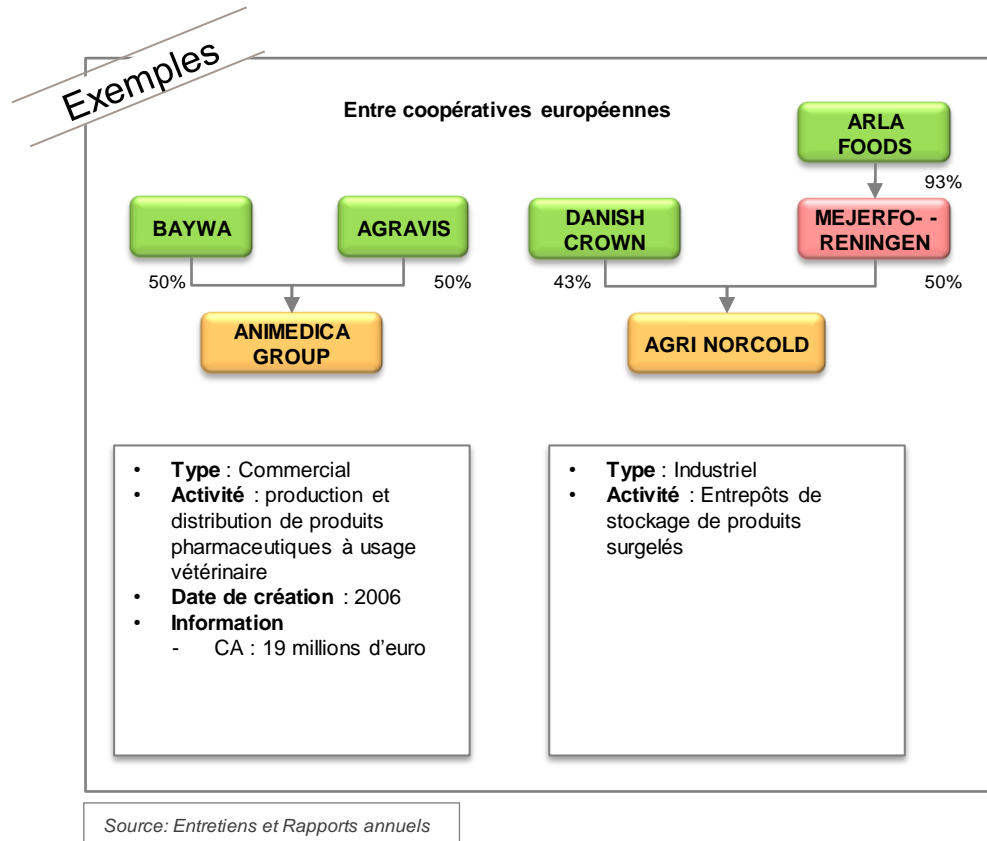 Exemples
Entre coopératives européennes
ARLA
FOODS
93%
BAYWA
AGRAVIS
DANISH
CROWN
MEJERFO- -
RENINGEN
50%
50%
43%
50%
ANIMEDICA
GROUP
AGRI NORCOLD
• Type : Commercial
• Activité : production et
distribution de produits
pharmaceutiques à usage
vétérinaire
• Date de création : 2006
• Information
- CA : 19 millions d’euro
• Type : Industriel
• Activité : Entrepôts de
stockage de produits
surgelés
Source: Entretiens et Rapports annuels